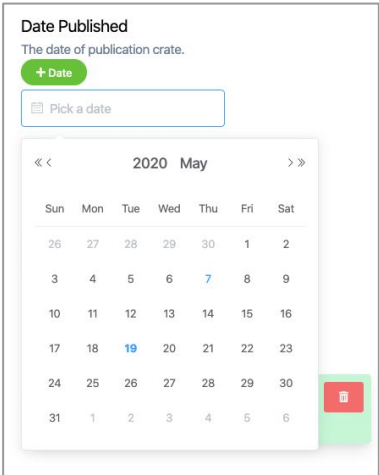 Date Published
The date of publication crate.
+ Date
Pick a date
« < 2020 May > »
Sun Mon Tue Wed Thu Fri Sat
26 27 28 29 30 1 2
3 4 5 6 7 8 9
10 11 12 13 14 15 16
17 18 19 20 21 22 23
24 25 26 27 28 29 30
31 1 2 3 4 5 6